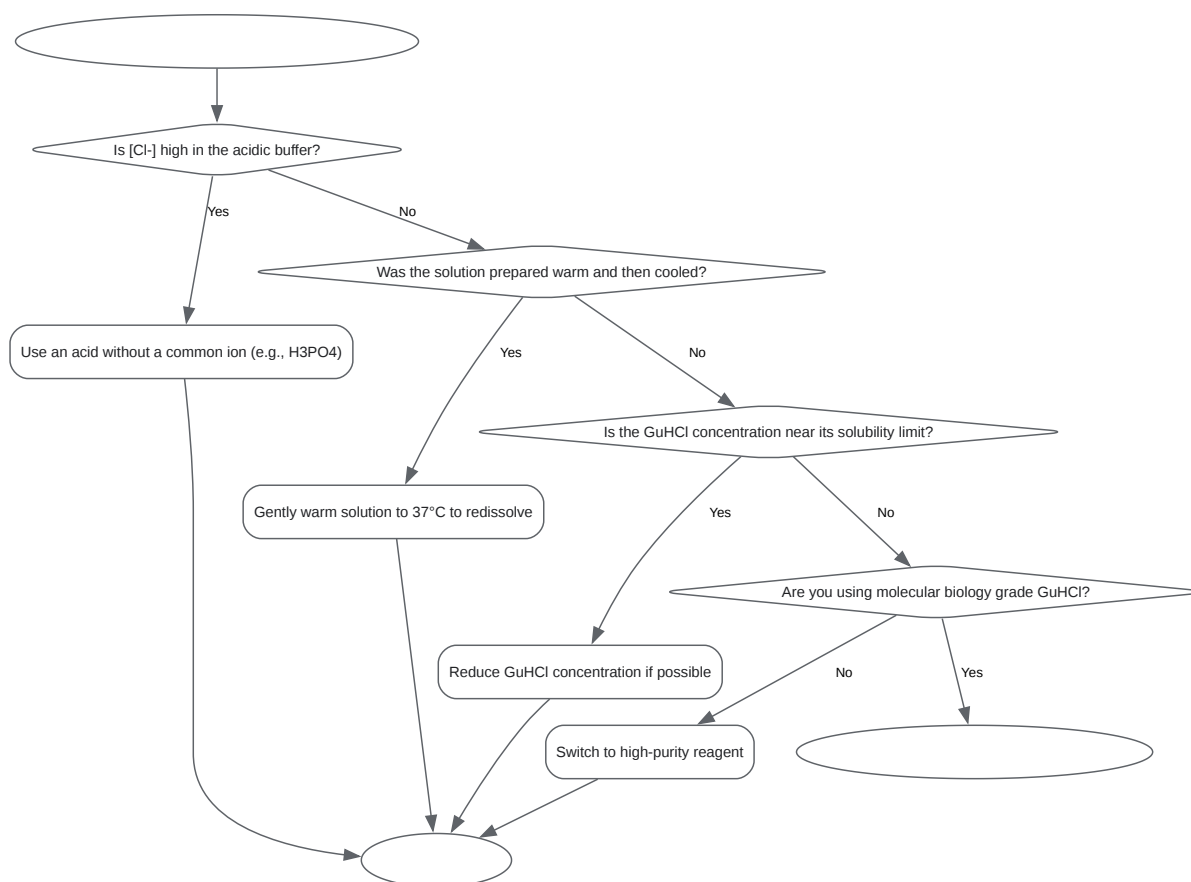 Is [Cl-] high in the acidic buffer?
Yes
No
Was the solution prepared warm and then cooled?
Use an acid without a common ion (e.g., H3PO4)
Yes
No
Is the GuHCl concentration near its solubility limit?
Gently warm solution to 37°C to redissolve
Yes
No
Are you using molecular biology grade GuHCl?
Reduce GuHCl concentration if possible
No
Yes
Switch to high-purity reagent